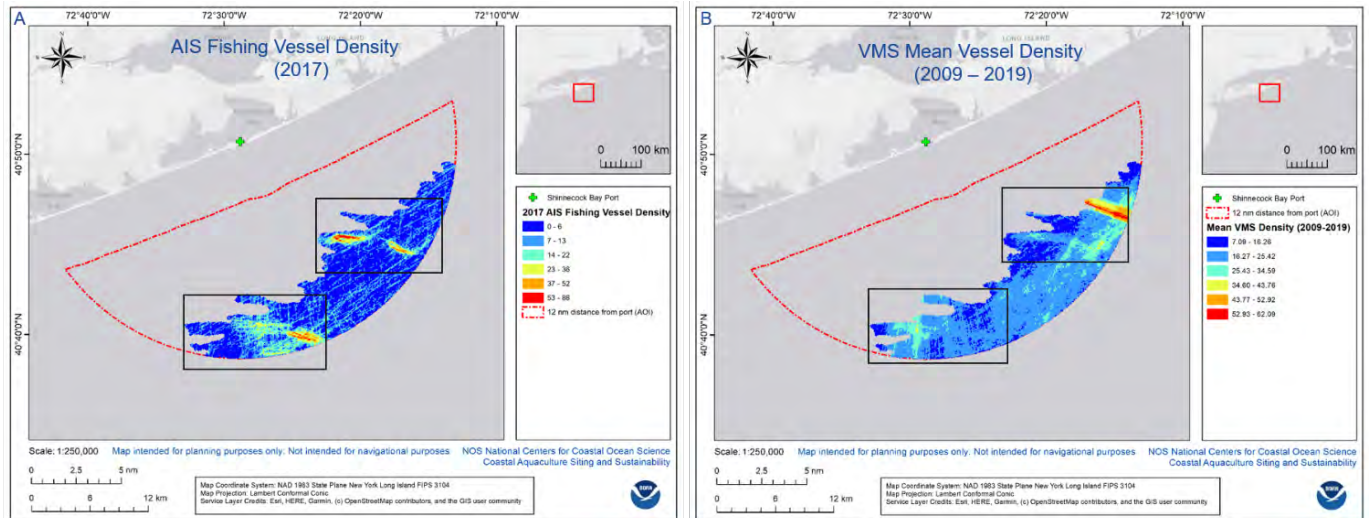 A
72°40'0"W
72°30'0"W
72°20'0"W
72°10'0"W
AIS Fishing Vessel Density
(2017)
LONG ISLAND
N
0 100 km
40°50'0"N
40°40'0"N
Shinnecock Bay Port
2017 AIS Fishing Vessel Density
0 - 6
7 - 13
14 - 22
23 - 36
37 - 52
53 - 88
12 nm distance from port (AOI)
Scale: 1:250,000
Map intended for planning purposes only. Not intended for navigational purposes
NOS National Centers for Coastal Ocean Science
Coastal Aquaculture Siting and Sustainability
0 2.5 5 nm
0 6 12 km
Map Coordinate System: NAD 1983 State Plane New York Long Island FIPS 3104
Map Projection: Lambert Conformal Conic
Service Layer Credits: Esri, HERE, Garmin, (c) OpenStreetMap contributors, and the GIS user community
B
72°40'0"W
72°30'0"W
72°20'0"W
72°10'0"W
VMS Mean Vessel Density
(2009 – 2019)
LONG ISLAND
N
0 100 km
40°50'0"N
40°40'0"N
Shinnecock Bay Port
12 nm distance from port (AOI)
Mean VMS Density (2009-2019)
7.09 - 16.26
16.27 - 25.42
25.43 - 34.59
34.60 - 43.76
43.77 - 52.92
52.93 - 62.09
Scale: 1:250,000
Map intended for planning purposes only. Not intended for navigational purposes
NOS National Centers for Coastal Ocean Science
Coastal Aquaculture Siting and Sustainability
0 2.5 5 nm
0 6 12 km
Map Coordinate System: NAD 1983 State Plane New York Long Island FIPS 3104
Map Projection: Lambert Conformal Conic
Service Layer Credits: Esri, HERE, Garmin, (c) OpenStreetMap contributors, and the GIS user community